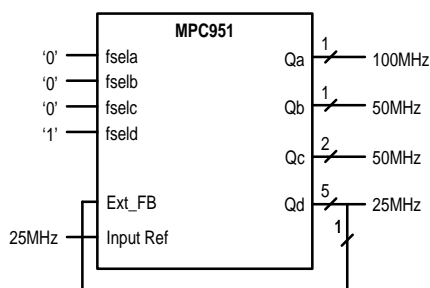 MPC951
‘0’ fsela Qa 1 100MHz
‘0’ fselb Qb 1 50MHz
‘0’ fselc Qc 2 50MHz
‘1’ fseld
Ext_FB Qd 5 25MHz
25MHz Input Ref 1